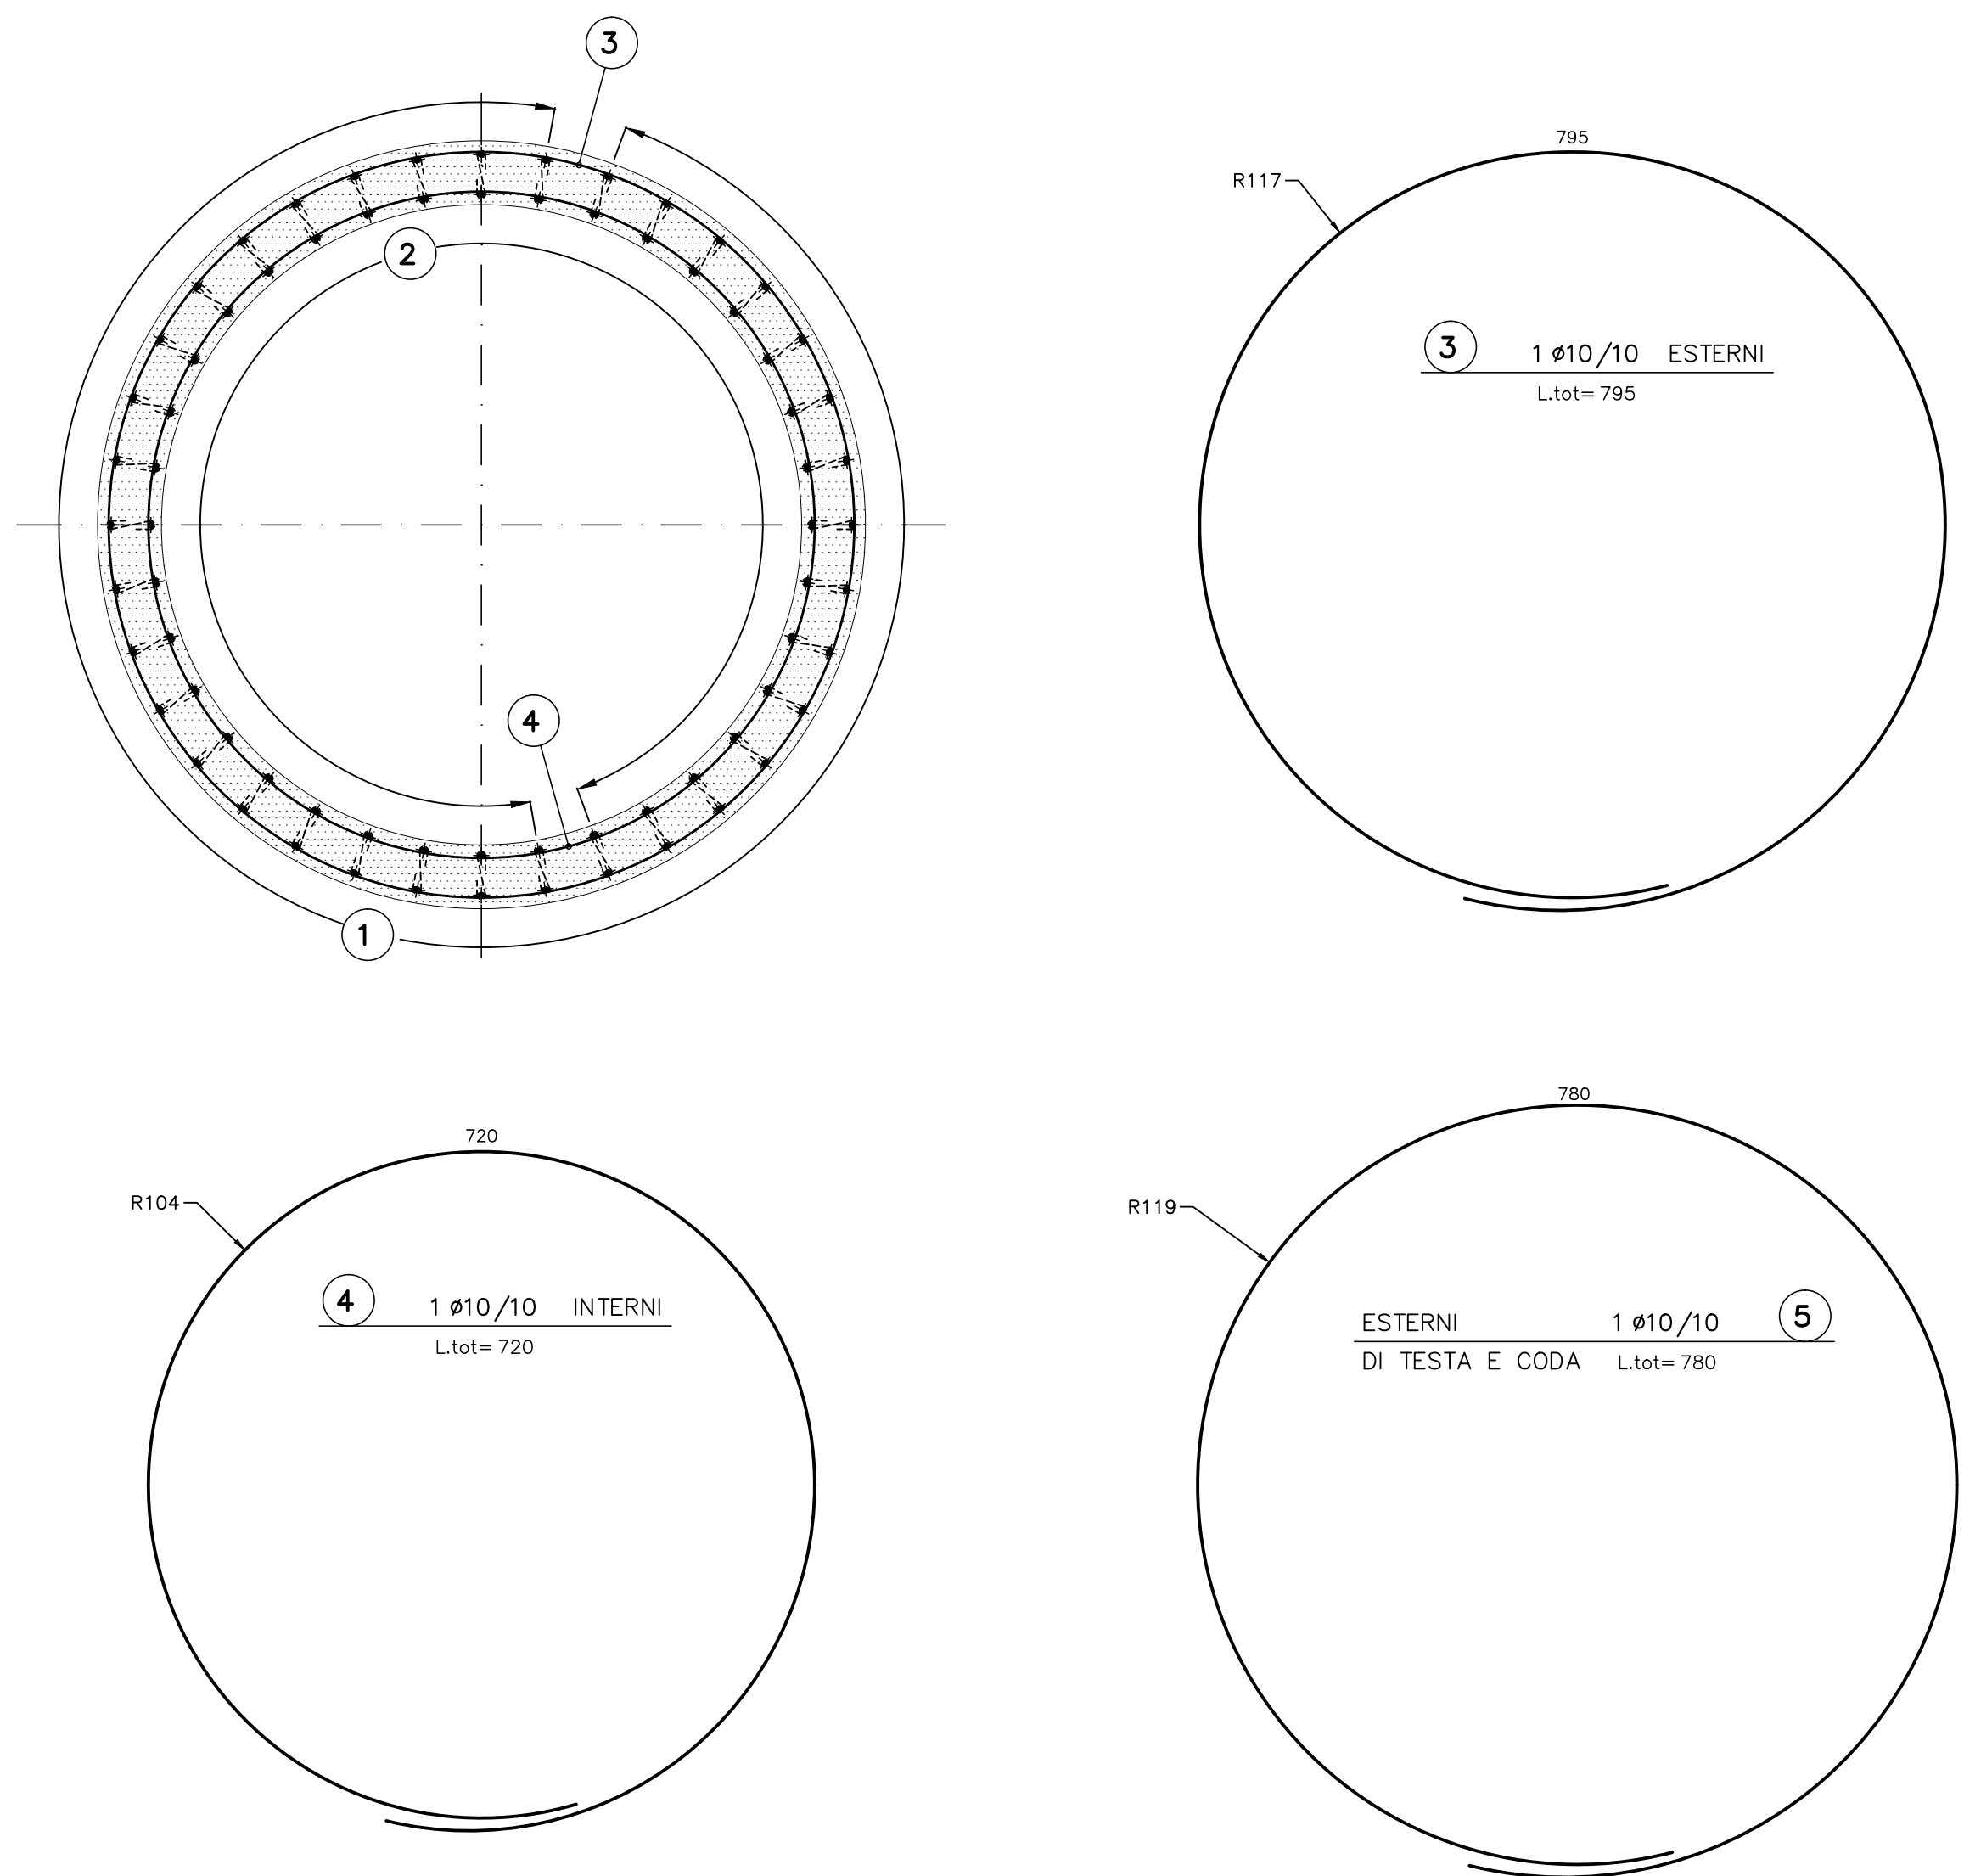 3
2
4
1
795
R117
3 1 ø10/10 ESTERNI
L.tot= 795
720
R104
4 1 ø10/10 INTERNI
L.tot= 720
780
R119
ESTERNI 1 ø10/10 5
DI TESTA E CODA L.tot= 780